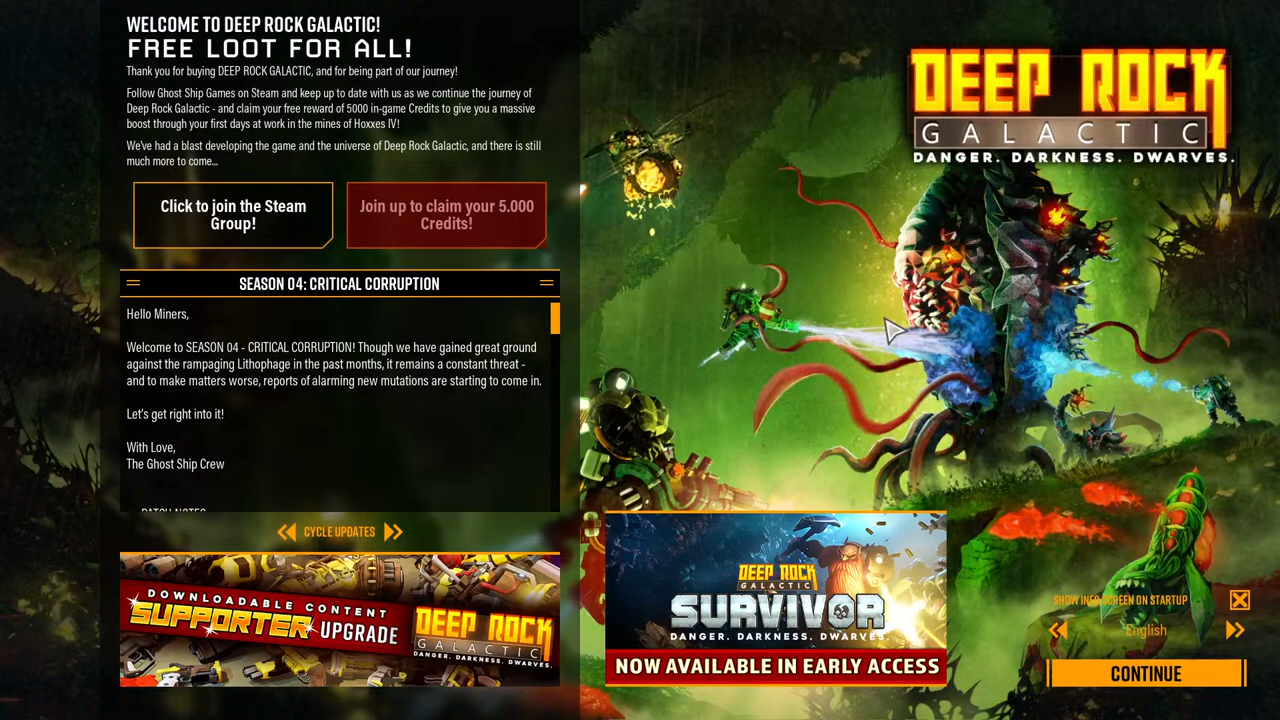 WELCOME TO DEEP ROCK GALACTIC!
FREE LOOT FOR ALL!
Thank you for buying DEEP ROCK GALACTIC, and for being part of our journey!
Follow Ghost Ship Games on Steam and keep up to date with us as we continue the journey of
Deep Rock Galactic - and claim your free reward of 5000 in-game Credits to give you a massive
boost through your first days at work in the mines of Hoxxes IV!
We've had a blast developing the game and the universe of Deep Rock Galactic, and there is still
much more to come...
Click to join the Steam
Group!
Join up to claim your 5.000
Credits!
SEASON 04: CRITICAL CORRUPTION
Hello Miners,
Welcome to SEASON 04 - CRITICAL CORRUPTION! Though we have gained great ground
against the rampaging Lithophage in the past months, it remains a constant threat -
and to make matters worse, reports of alarming new mutations are starting to come in.
Let's get right into it!
With Love,
The Ghost Ship Crew
PATCH NOTES
CYCLE UPDATES
DOWNLOADABLE CONTENT
SUPPORTER UPGRADE
DEEP ROCK
GALACTIC
DANGER. DARKNESS. DWARVES.
DEEP ROCK
GALACTIC
DANGER. DARKNESS. DWARVES.
DEEP ROCK
GALACTIC
SURVIVOR
DANGER. DARKNESS. DWARVES.
NOW AVAILABLE IN EARLY ACCESS
SHOW INFO SCREEN ON STARTUP
English
CONTINUE